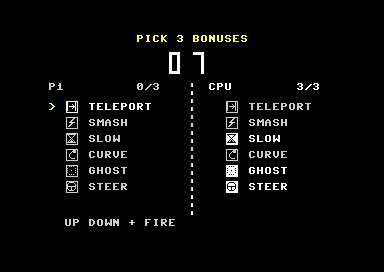 PICK 3 BONUSES
07
P1 0/3 CPU 3/3
> TELEPORT TELEPORT
SMASH SMASH
SLOW SLOW
CURVE CURVE
GHOST GHOST
STEER STEER
UP DOWN + FIRE